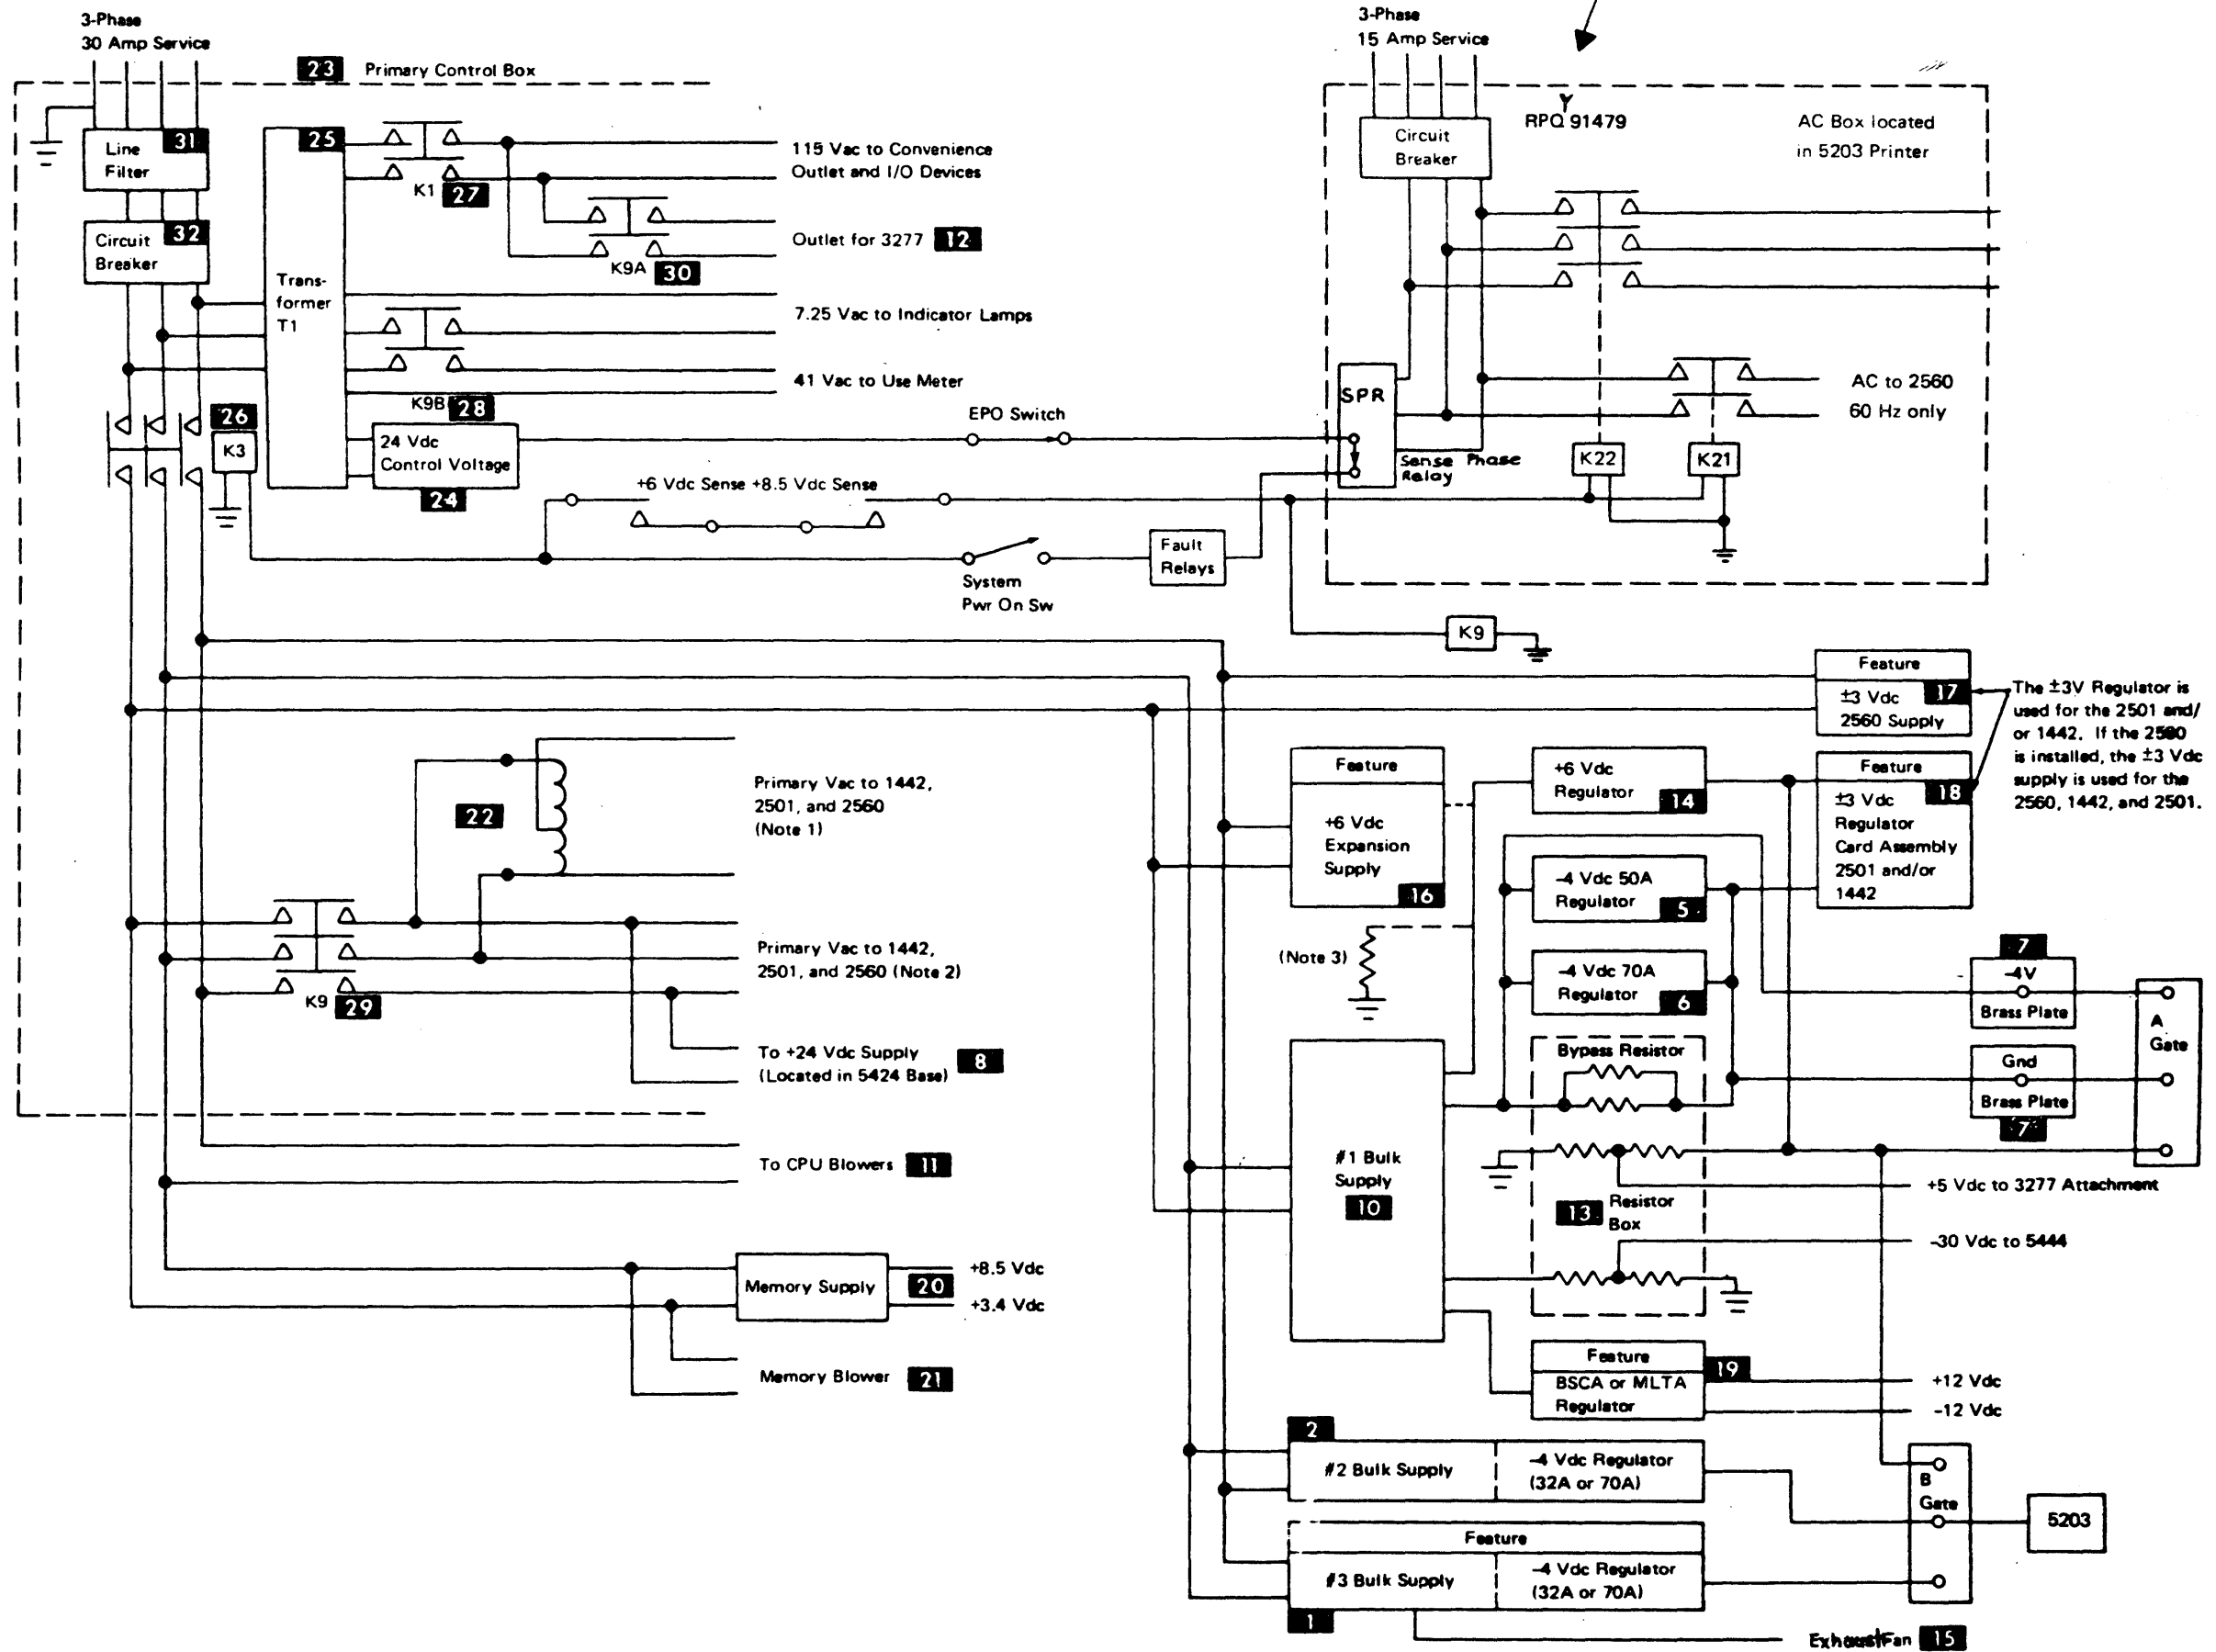 3-Phase
30 Amp Service
23 Primary Control Box
31
Line
Filter
32
Circuit
Breaker
25
Trans-
former
T1
K1 27
115 Vac to Convenience
Outlet and I/O Devices
Outlet for 3277 12
K9A 30
7.25 Vac to Indicator Lamps
41 Vac to Use Meter
K9B 28
26
K3
24 Vdc
Control Voltage
24
EPO Switch
+6 Vdc Sense +8.5 Vdc Sense
System
Pwr On Sw
Fault
Relays
3-Phase
15 Amp Service
Circuit
Breaker
Y
RPQ 91479
AC Box located
in 5203 Printer
SPR
Sense Phase
Relay
AC to 2560
60 Hz only
K22
K21
K9
Feature
17
±3 Vdc
2560 Supply
The ±3V Regulator is
used for the 2501 and/
or 1442. If the 2560
is installed, the ±3 Vdc
supply is used for the
2560, 1442, and 2501.
Feature
18
±3 Vdc
Regulator
Card Assembly
2501 and/or
1442
22
Primary Vac to 1442,
2501, and 2560
(Note 1)
Primary Vac to 1442,
2501, and 2560 (Note 2)
K9 29
To +24 Vdc Supply
(Located in 5424 Base)
8
To CPU Blowers 11
Memory Supply
20
+8.5 Vdc
+3.4 Vdc
Memory Blower 21
Feature
+6 Vdc
Expansion
Supply
16
(Note 3)
+6 Vdc
Regulator
14
-4 Vdc 50A
Regulator
5
-4 Vdc 70A
Regulator
6
Bypass Resistor
7
-4V
Brass Plate
Gnd
Brass Plate
7
A
Gate
#1 Bulk
Supply
10
+5 Vdc to 3277 Attachment
13 Resistor
Box
-30 Vdc to 5444
Feature
19
BSCA or MLTA
Regulator
+12 Vdc
-12 Vdc
2
#2 Bulk Supply
-4 Vdc Regulator
(32A or 70A)
B
Gate
5203
Feature
#3 Bulk Supply
-4 Vdc Regulator
(32A or 70A)
1
Exhaust Fan 15